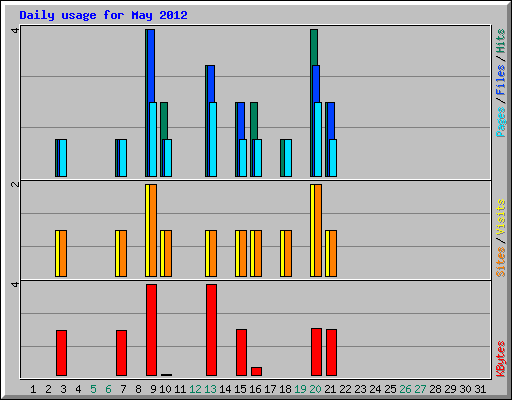 Daily usage for May 2012
4
Pages / Files / Hits
2
Sites / Visits
4
KBytes
1 2 3 4 5 6 7 8 9 10 11 12 13 14 15 16 17 18 19 20 21 22 23 24 25 26 27 28 29 30 31